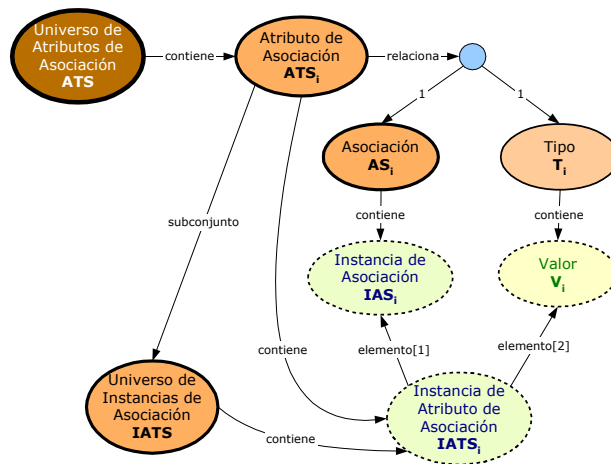 Universo de
Atributos de
Asociación
ATS
contiene
Atributo de
Asociación
ATSi
relaciona
1
1
Asociación
ASi
Tipo
Ti
contiene
contiene
subconjunto
Instancia de
Asociación
IASi
Valor
Vi
contiene
elemento[1]
elemento[2]
Universo de
Instancias de
Asociación
IATS
contiene
Instancia de
Atributo de
Asociación
IATSi